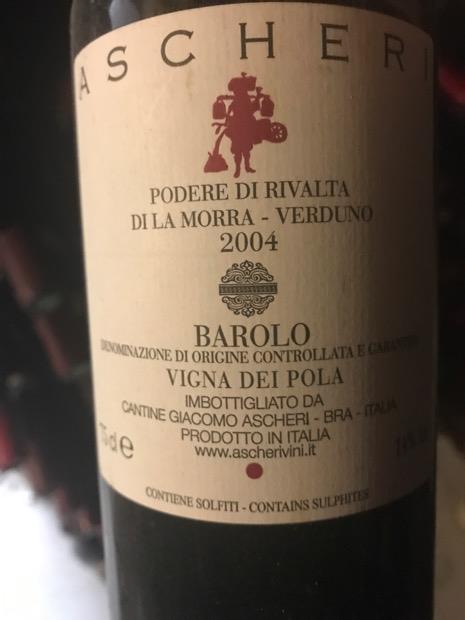 ASCHERI
PODERE DI RIVALTA
DI LA MORRA - VERDUNO
2004
BAROLO
DENOMINAZIONE DI ORIGINE CONTROLLATA E GARANTITA
VIGNA DEI POLA
IMBOTTIGLIATO DA
CANTINE GIACOMO ASCHERI - BRA - ITALIA
PRODOTTO IN ITALIA
www.ascherivini.it
CONTIENE SOLFITI - CONTAINS SULPHITES